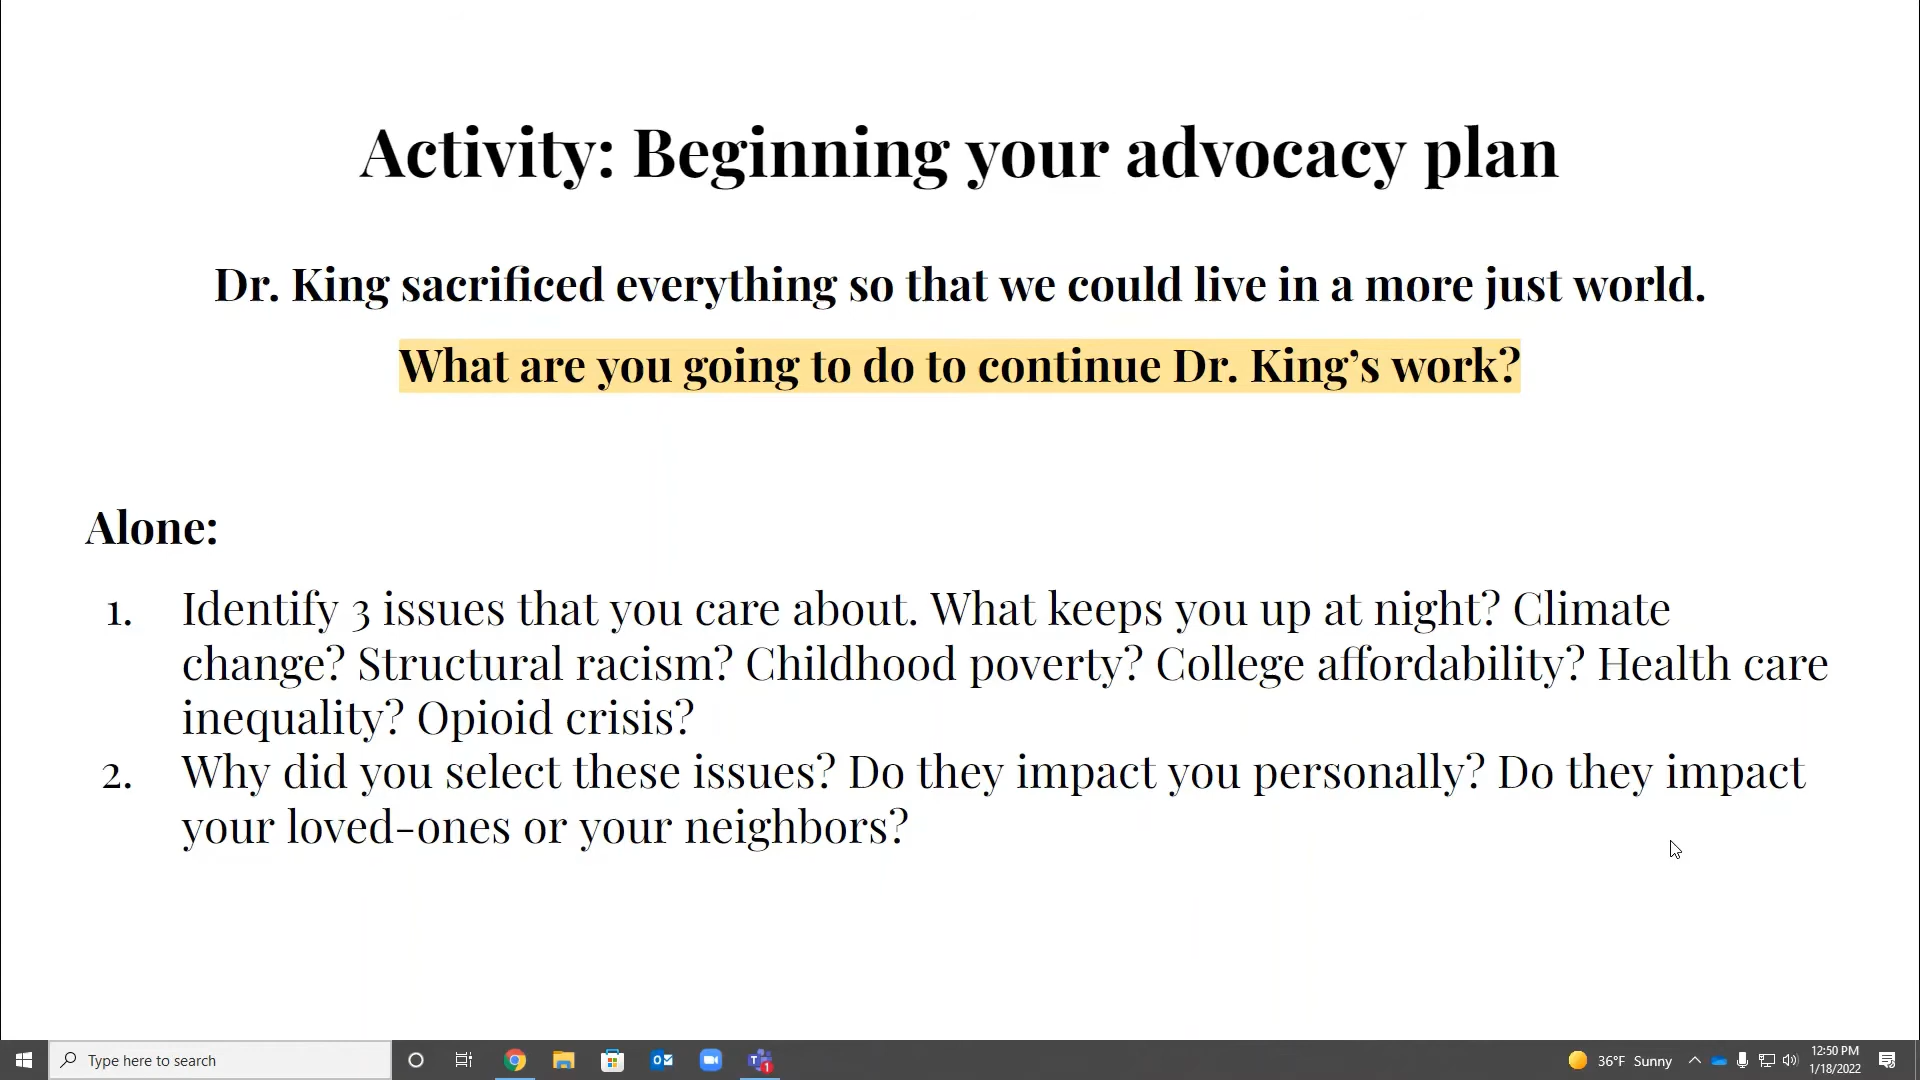 Activity: Beginning your advocacy plan
Dr. King sacrificed everything so that we could live in a more just world.
What are you going to do to continue Dr. King’s work?
Alone:
1. Identify 3 issues that you care about. What keeps you up at night? Climate
change? Structural racism? Childhood poverty? College affordability? Health care
inequality? Opioid crisis?
2. Why did you select these issues? Do they impact you personally? Do they impact
your loved-ones or your neighbors?
Type here to search
36°F Sunny
12:50 PM
1/18/2022